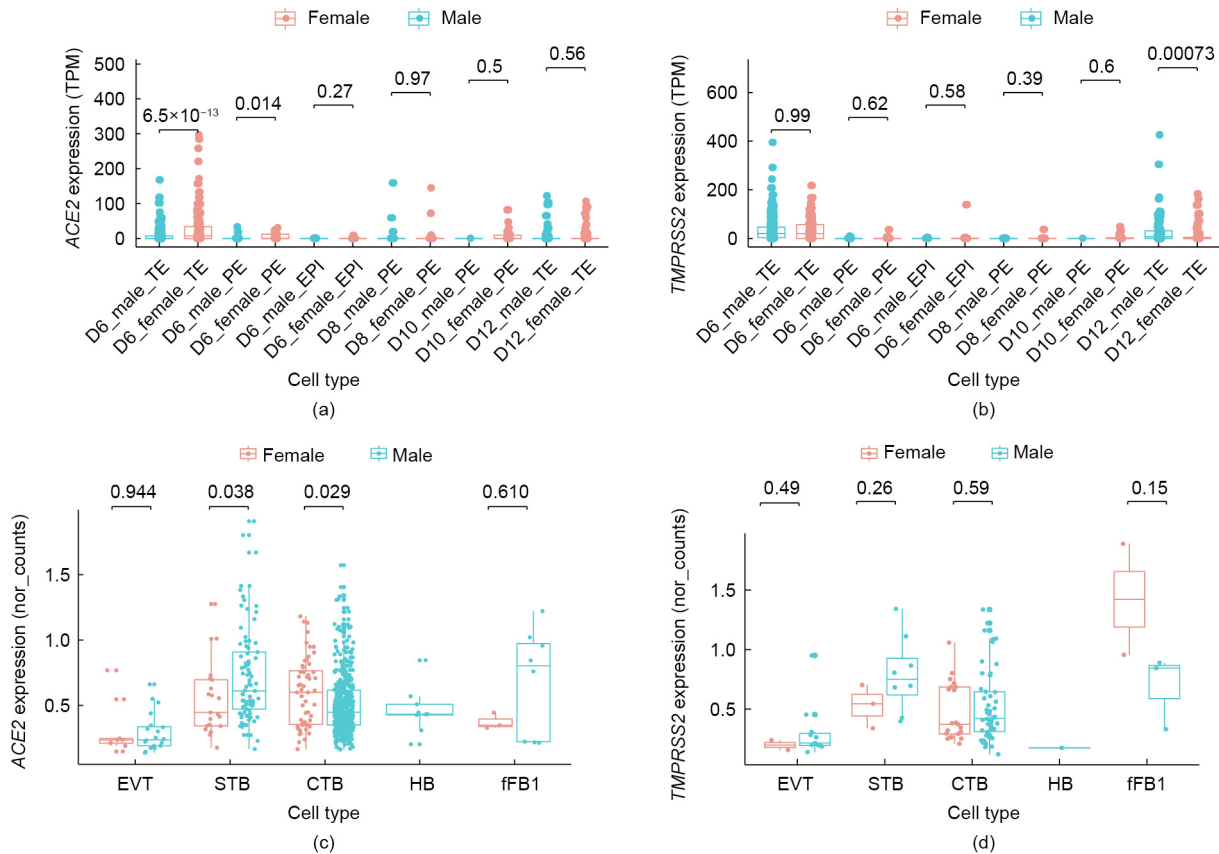 Female Male
0.56
0.97 0.5
0.27
0.014
6.5×10⁻¹³
500
400
300
200
100
0
ACE2 expression (TPM)
D6_male_TE
D6_female_TE
D6_male_PE
D6_female_PE
D6_male_EPI
D6_female_EPI
D8_male_PE
D8_female_PE
D10_male_PE
D10_female_PE
D12_male_TE
D12_female_TE
Cell type
(a)
Female Male
0.00073
0.6
0.39
0.58
0.62
0.99
600
400
200
0
TMPRSS2 expression (TPM)
D6_male_TE
D6_female_TE
D6_male_PE
D6_female_PE
D6_male_EPI
D6_female_EPI
D8_male_PE
D8_female_PE
D10_male_PE
D10_female_PE
D12_male_TE
D12_female_TE
Cell type
(b)
Female Male
0.944 0.038 0.029 0.610
1.5
1.0
0.5
ACE2 expression (nor_counts)
EVT STB CTB HB fFB1
Cell type
(c)
Female Male
0.49 0.26 0.59 0.15
1.5
1.0
0.5
TMPRSS2 expression (nor_counts)
EVT STB CTB HB fFB1
Cell type
(d)